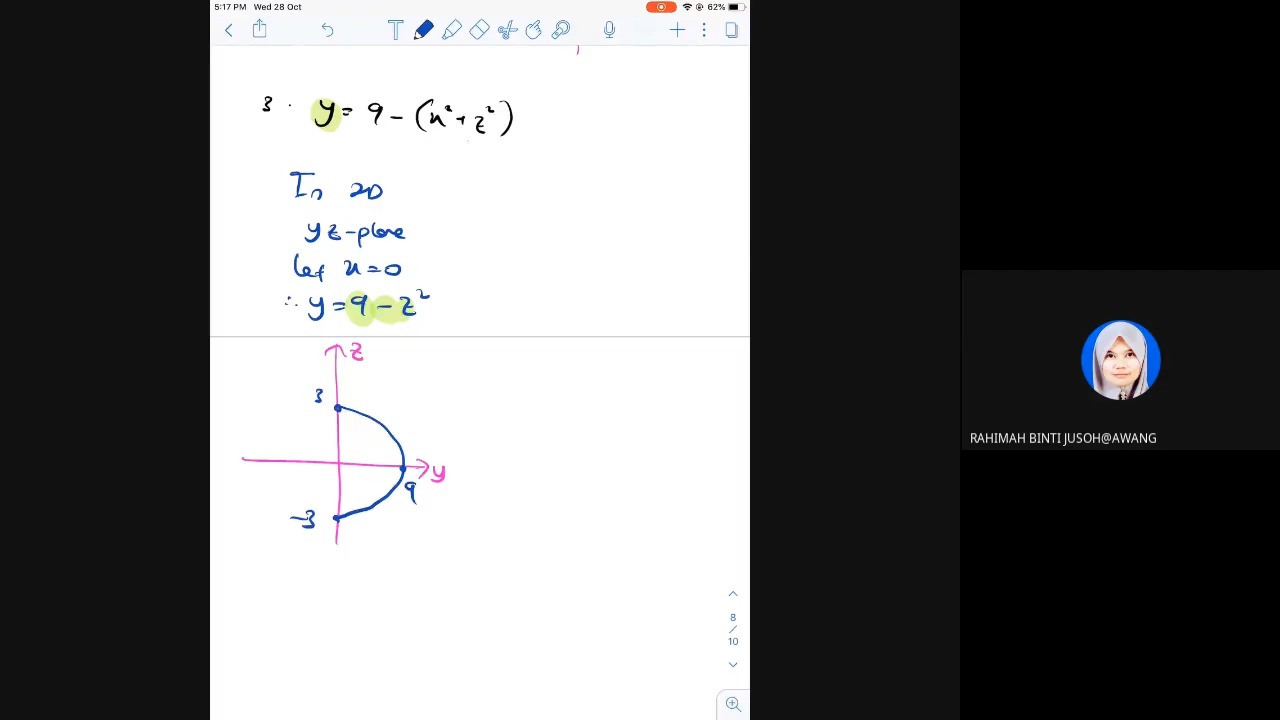 5:17 PM Wed 28 Oct
62%
3. y = 9 - (x² + z²)
In 2D
yz-plane
let x = 0
∴ y = 9 - z²
z
3
y
9
-3
8
/
10
RAHIMAH BINTI JUSOH@AWANG